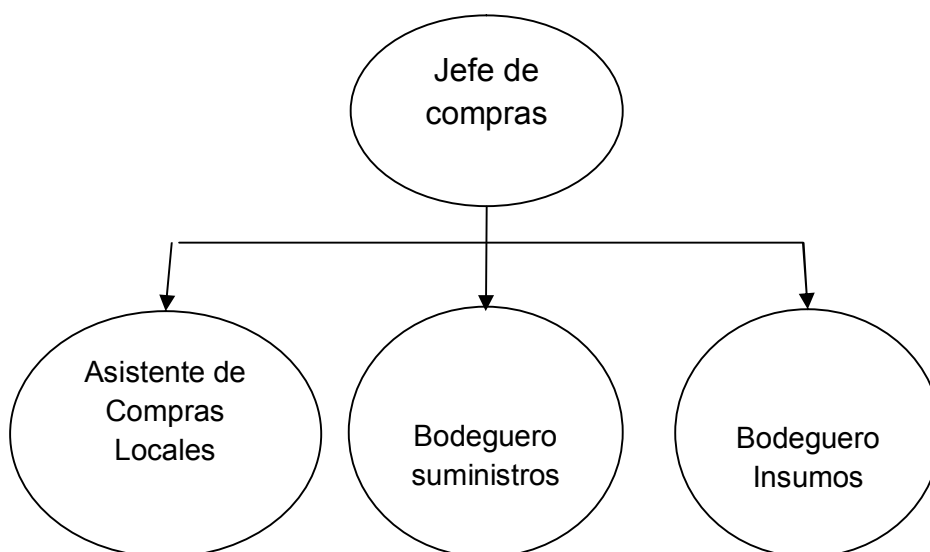 Jefe de
compras
Asistente de
Compras
Locales
Bodeguero
suministros
Bodeguero
Insumos